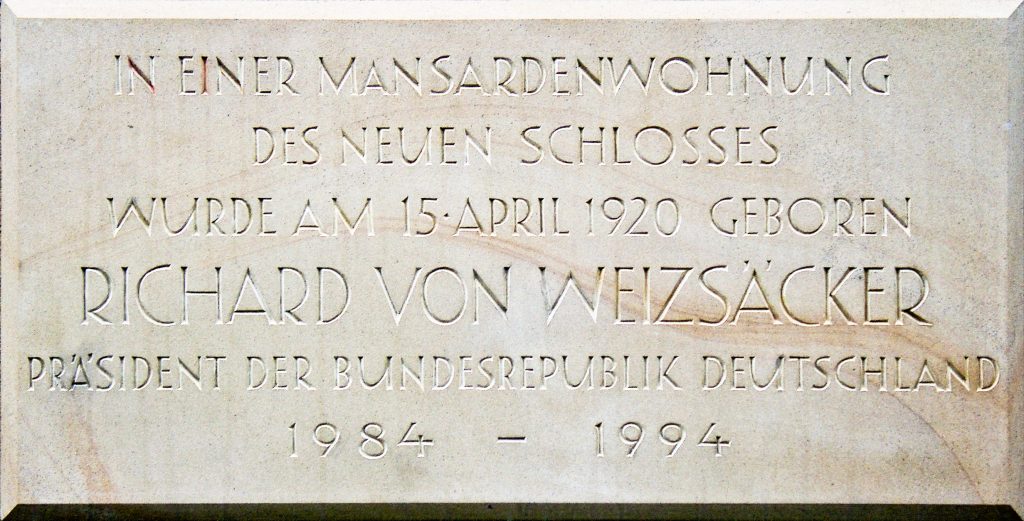 IN EINER MANSARDENWOHNUNG
DES NEUEN SCHLOSSES
WURDE AM 15·APRIL 1920 GEBOREN
RICHARD VON WEIZSÄCKER
PRÄSIDENT DER BUNDESREPUBLIK DEUTSCHLAND
1984 – 1994